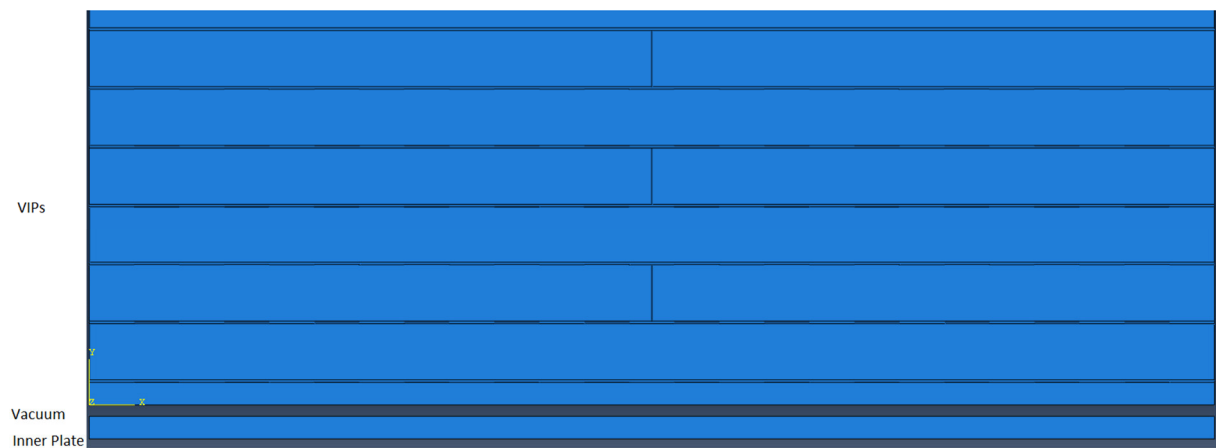 VIPs
Y
Z X
Vacuum
Inner Plate